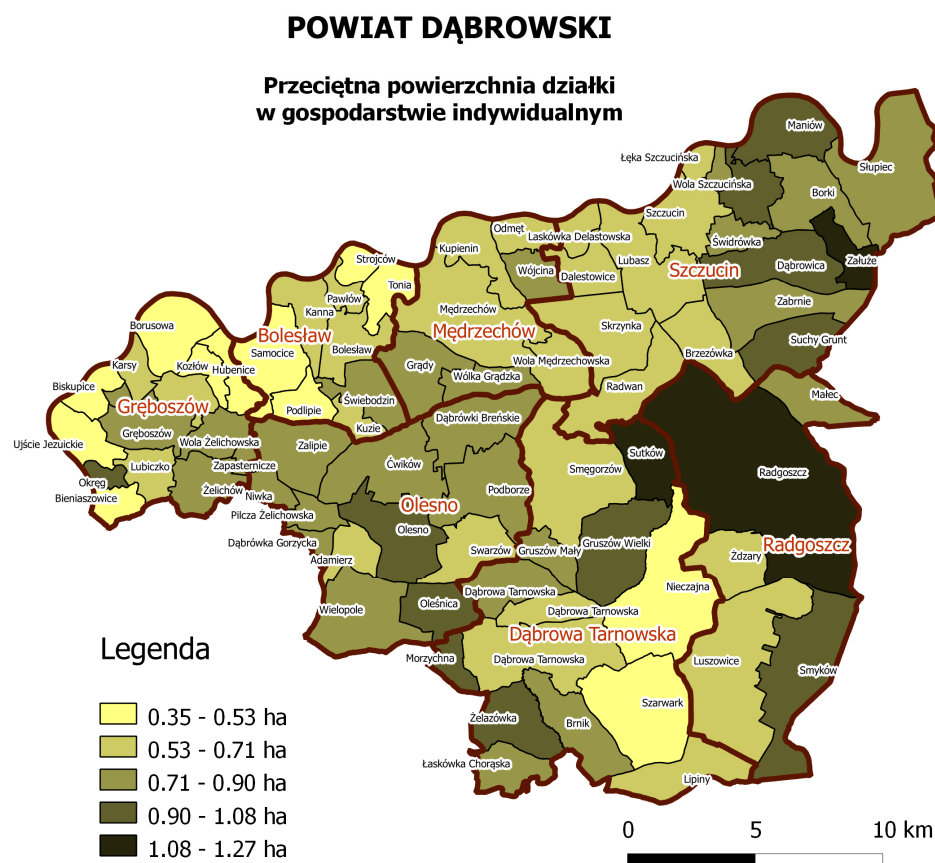 POWIAT DĄBROWSKI
Przeciętna powierzchnia działki
w gospodarstwie indywidualnym
Maniów
Łęka Szczucińska
Słupiec
Wola Szczucińska
Borki
Szczucin
Odmęt
Laskówka Delastowska
Świdrówka
Kupienin
Strojców
Lubasz
Załuże
Wójcina
Szczucin
Dąbrowica
Dalestowice
Tonia
Pawłów
Kanna
Mędrzechów
Zabrnie
Borusowa
Bolesław
Mędrzechów
Skrzynka
Suchy Grunt
Samocice
Bolesław
Brzezówka
Karsy
Kozłów
Hubenice
Grądy
Wola Mędrzechowska
Wólka Grądzka
Biskupice
Radwan
Małec
Gręboszów
Podlipie
Świebodzin
Dąbrówki Breńskie
Kuzie
Gręboszów
Ujście Jezuickie
Wola Żelichowska
Zalipie
Sutków
Lubiczko
Zapasternicze
Ćwików
Smęgorzów
Radgoszcz
Okręg
Żelichów
Niwka
Podborze
Bieniaszowice
Olesno
Pilcza Żelichowska
Olesno
Dąbrówka Gorzycka
Swarzów
Gruszów Mały
Gruszów Wielki
Radgoszcz
Adamierz
Żdzary
Nieczajna
Dąbrowa Tarnowska
Oleśnica
Wielopole
Dąbrowa Tarnowska
Dąbrowa Tarnowska
Legenda
Morzychna
Dąbrowa Tarnowska
Luszowice
Smyków
Szarwark
0.35 - 0.53 ha
Żelazówka
Brnik
0.53 - 0.71 ha
Łaskówka Chorąska
Lipiny
0.71 - 0.90 ha
0.90 - 1.08 ha
0 5 10 km
1.08 - 1.27 ha